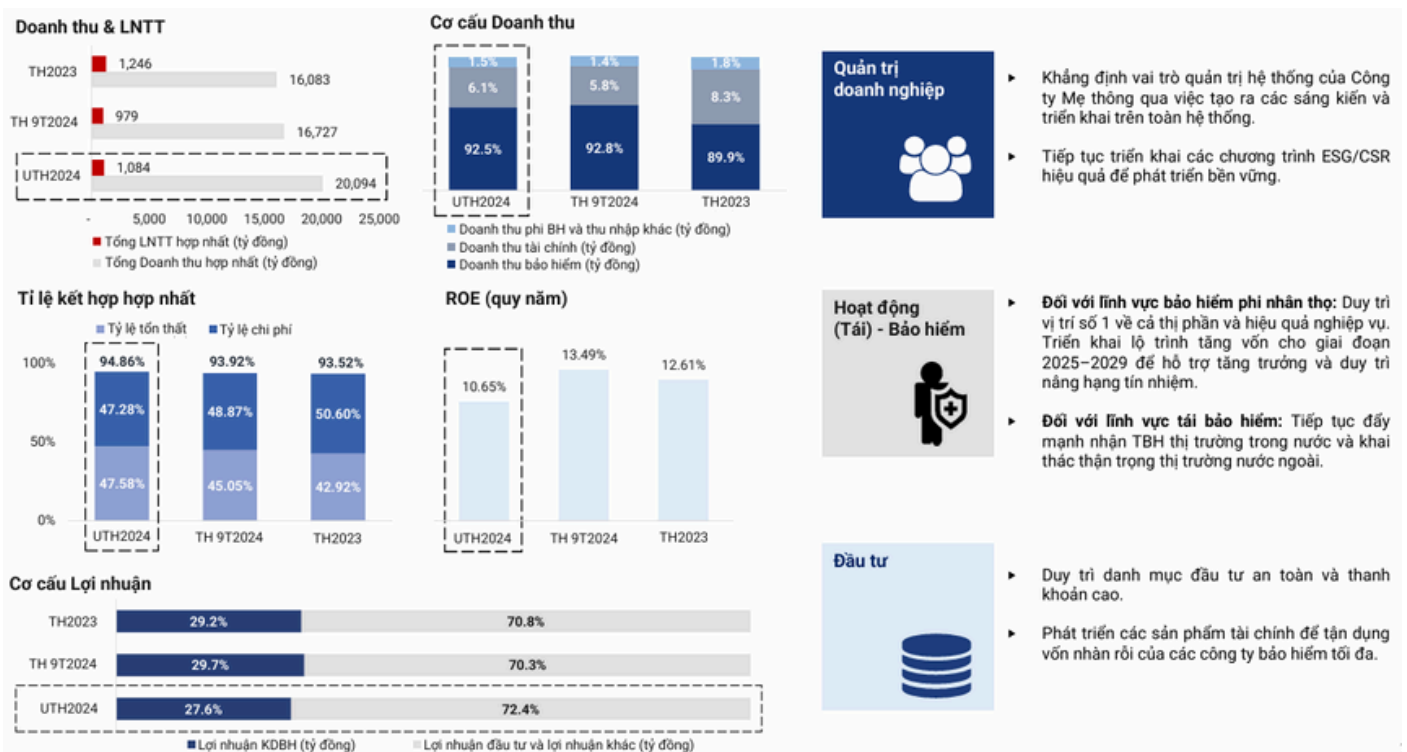 Doanh thu & LNTT
TH2023
1,246
16,083
TH 9T2024
979
16,727
UTH2024
1,084
20,094
-
5,000
10,000
15,000
20,000
25,000
Tổng LNTT hợp nhất (tỷ đồng)
Tổng Doanh thu hợp nhất (tỷ đồng)
Cơ cấu Doanh thu
1.5%
1.4%
1.8%
6.1%
5.8%
8.3%
92.5%
92.8%
89.9%
UTH2024
TH 9T2024
TH2023
Doanh thu phi BH và thu nhập khác (tỷ đồng)
Doanh thu tài chính (tỷ đồng)
Doanh thu bảo hiểm (tỷ đồng)
Tỉ lệ kết hợp hợp nhất
Tỷ lệ tổn thất
Tỷ lệ chi phí
100%
94.86%
93.92%
93.52%
47.28%
48.87%
50.60%
50%
47.58%
45.05%
42.92%
0%
UTH2024
TH 9T2024
TH2023
ROE (quy năm)
10.65%
13.49%
12.61%
UTH2024
TH 9T2024
TH2023
Cơ cấu Lợi nhuận
TH2023
29.2%
70.8%
TH 9T2024
29.7%
70.3%
UTH2024
27.6%
72.4%
Lợi nhuận KDBH (tỷ đồng)
Lợi nhuận đầu tư và lợi nhuận khác (tỷ đồng)
Quản trị
doanh nghiệp
Khẳng định vai trò quản trị hệ thống của Công
ty Mẹ thông qua việc tạo ra các sáng kiến và
triển khai trên toàn hệ thống.
Tiếp tục triển khai các chương trình ESG/CSR
hiệu quả để phát triển bền vững.
Hoạt động
(Tái) - Bảo hiểm
Đối với lĩnh vực bảo hiểm phi nhân thọ: Duy trì
vị trí số 1 về cả thị phần và hiệu quả nghiệp vụ.
Triển khai lộ trình tăng vốn cho giai đoạn
2025–2029 để hỗ trợ tăng trưởng và duy trì
nâng hạng tín nhiệm.
Đối với lĩnh vực tái bảo hiểm: Tiếp tục đẩy
mạnh nhận TBH thị trường trong nước và khai
thác thận trọng thị trường nước ngoài.
Đầu tư
Duy trì danh mục đầu tư an toàn và thanh
khoản cao.
Phát triển các sản phẩm tài chính để tận dụng
vốn nhàn rỗi của các công ty bảo hiểm tối đa.